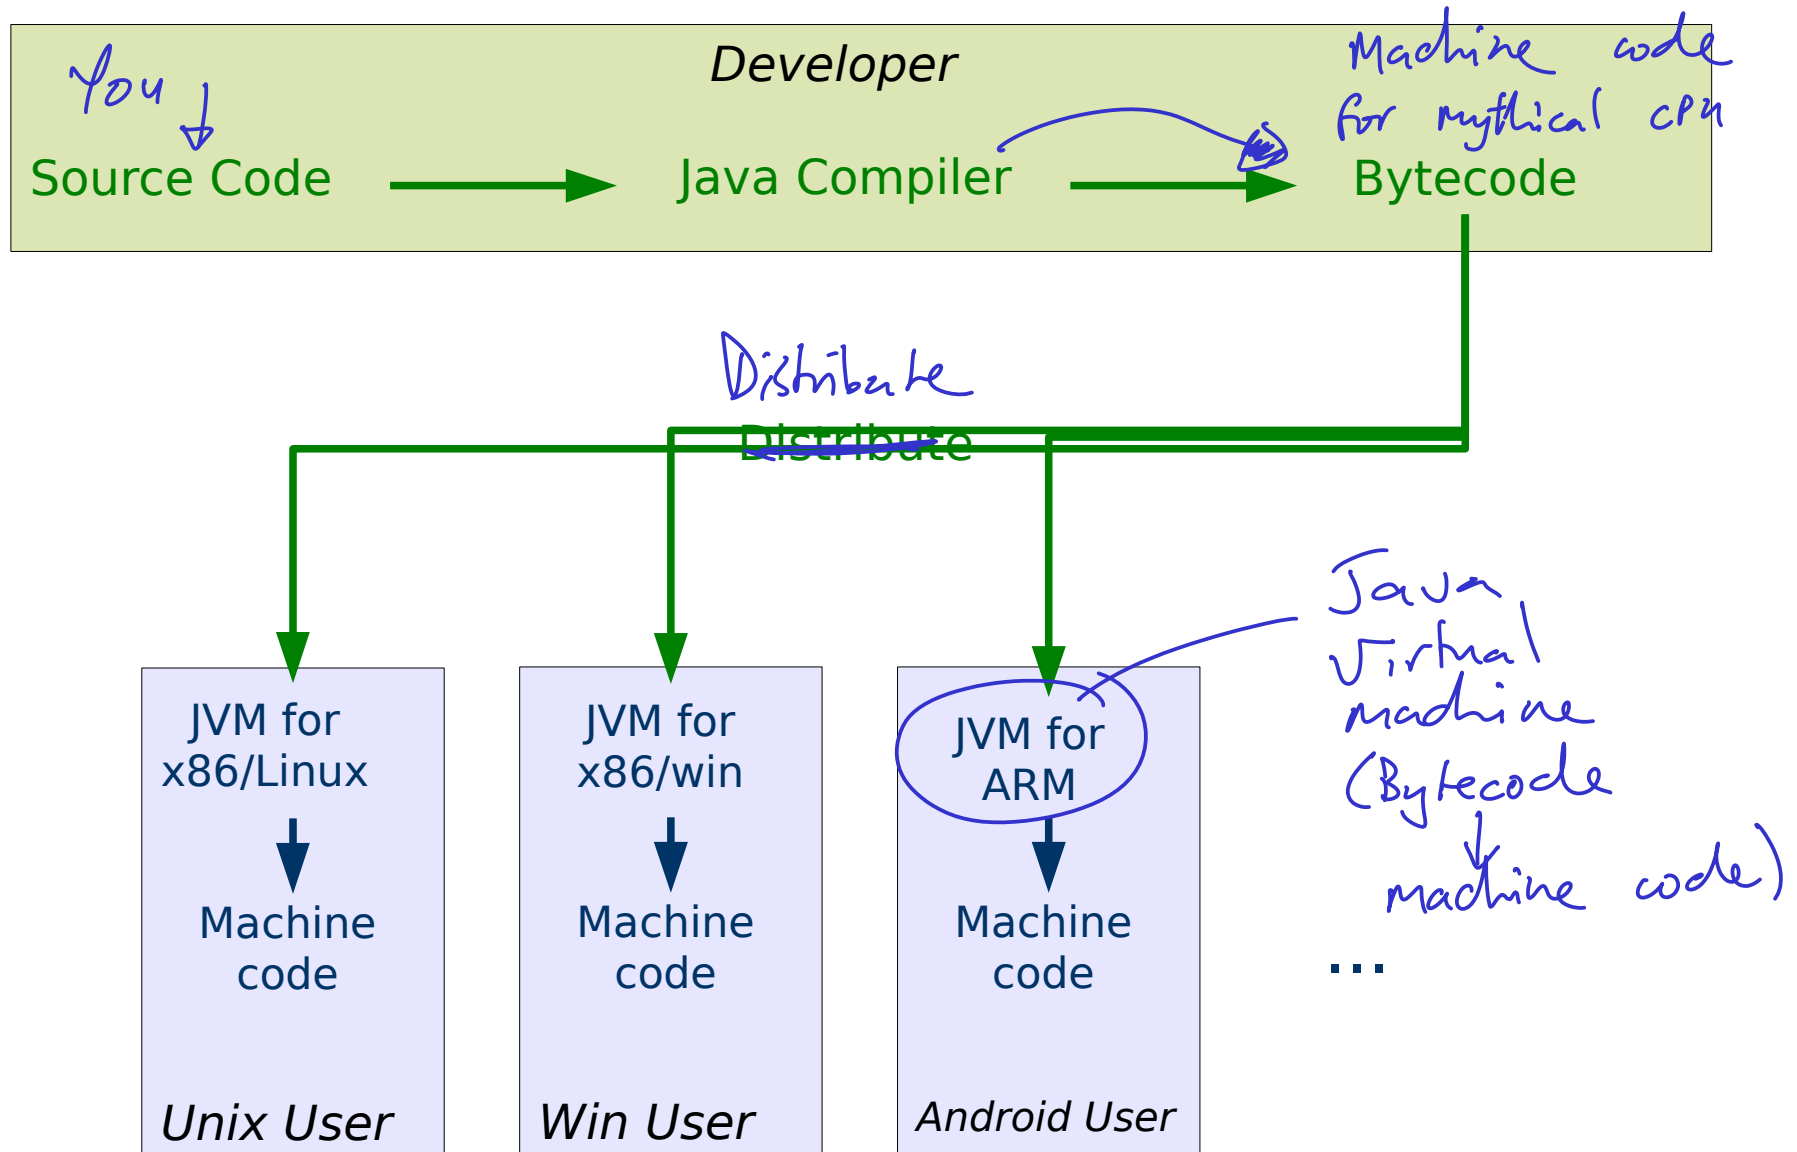 Developer
You
Machine code
for mythical CPU
Source Code
Java Compiler
Bytecode
Distribute
Distribute
Java
Virtual
machine
(Bytecode
machine code)
JVM for
x86/Linux
Machine
code
Unix User
JVM for
x86/win
Machine
code
Win User
JVM for
ARM
Machine
code
Android User
...